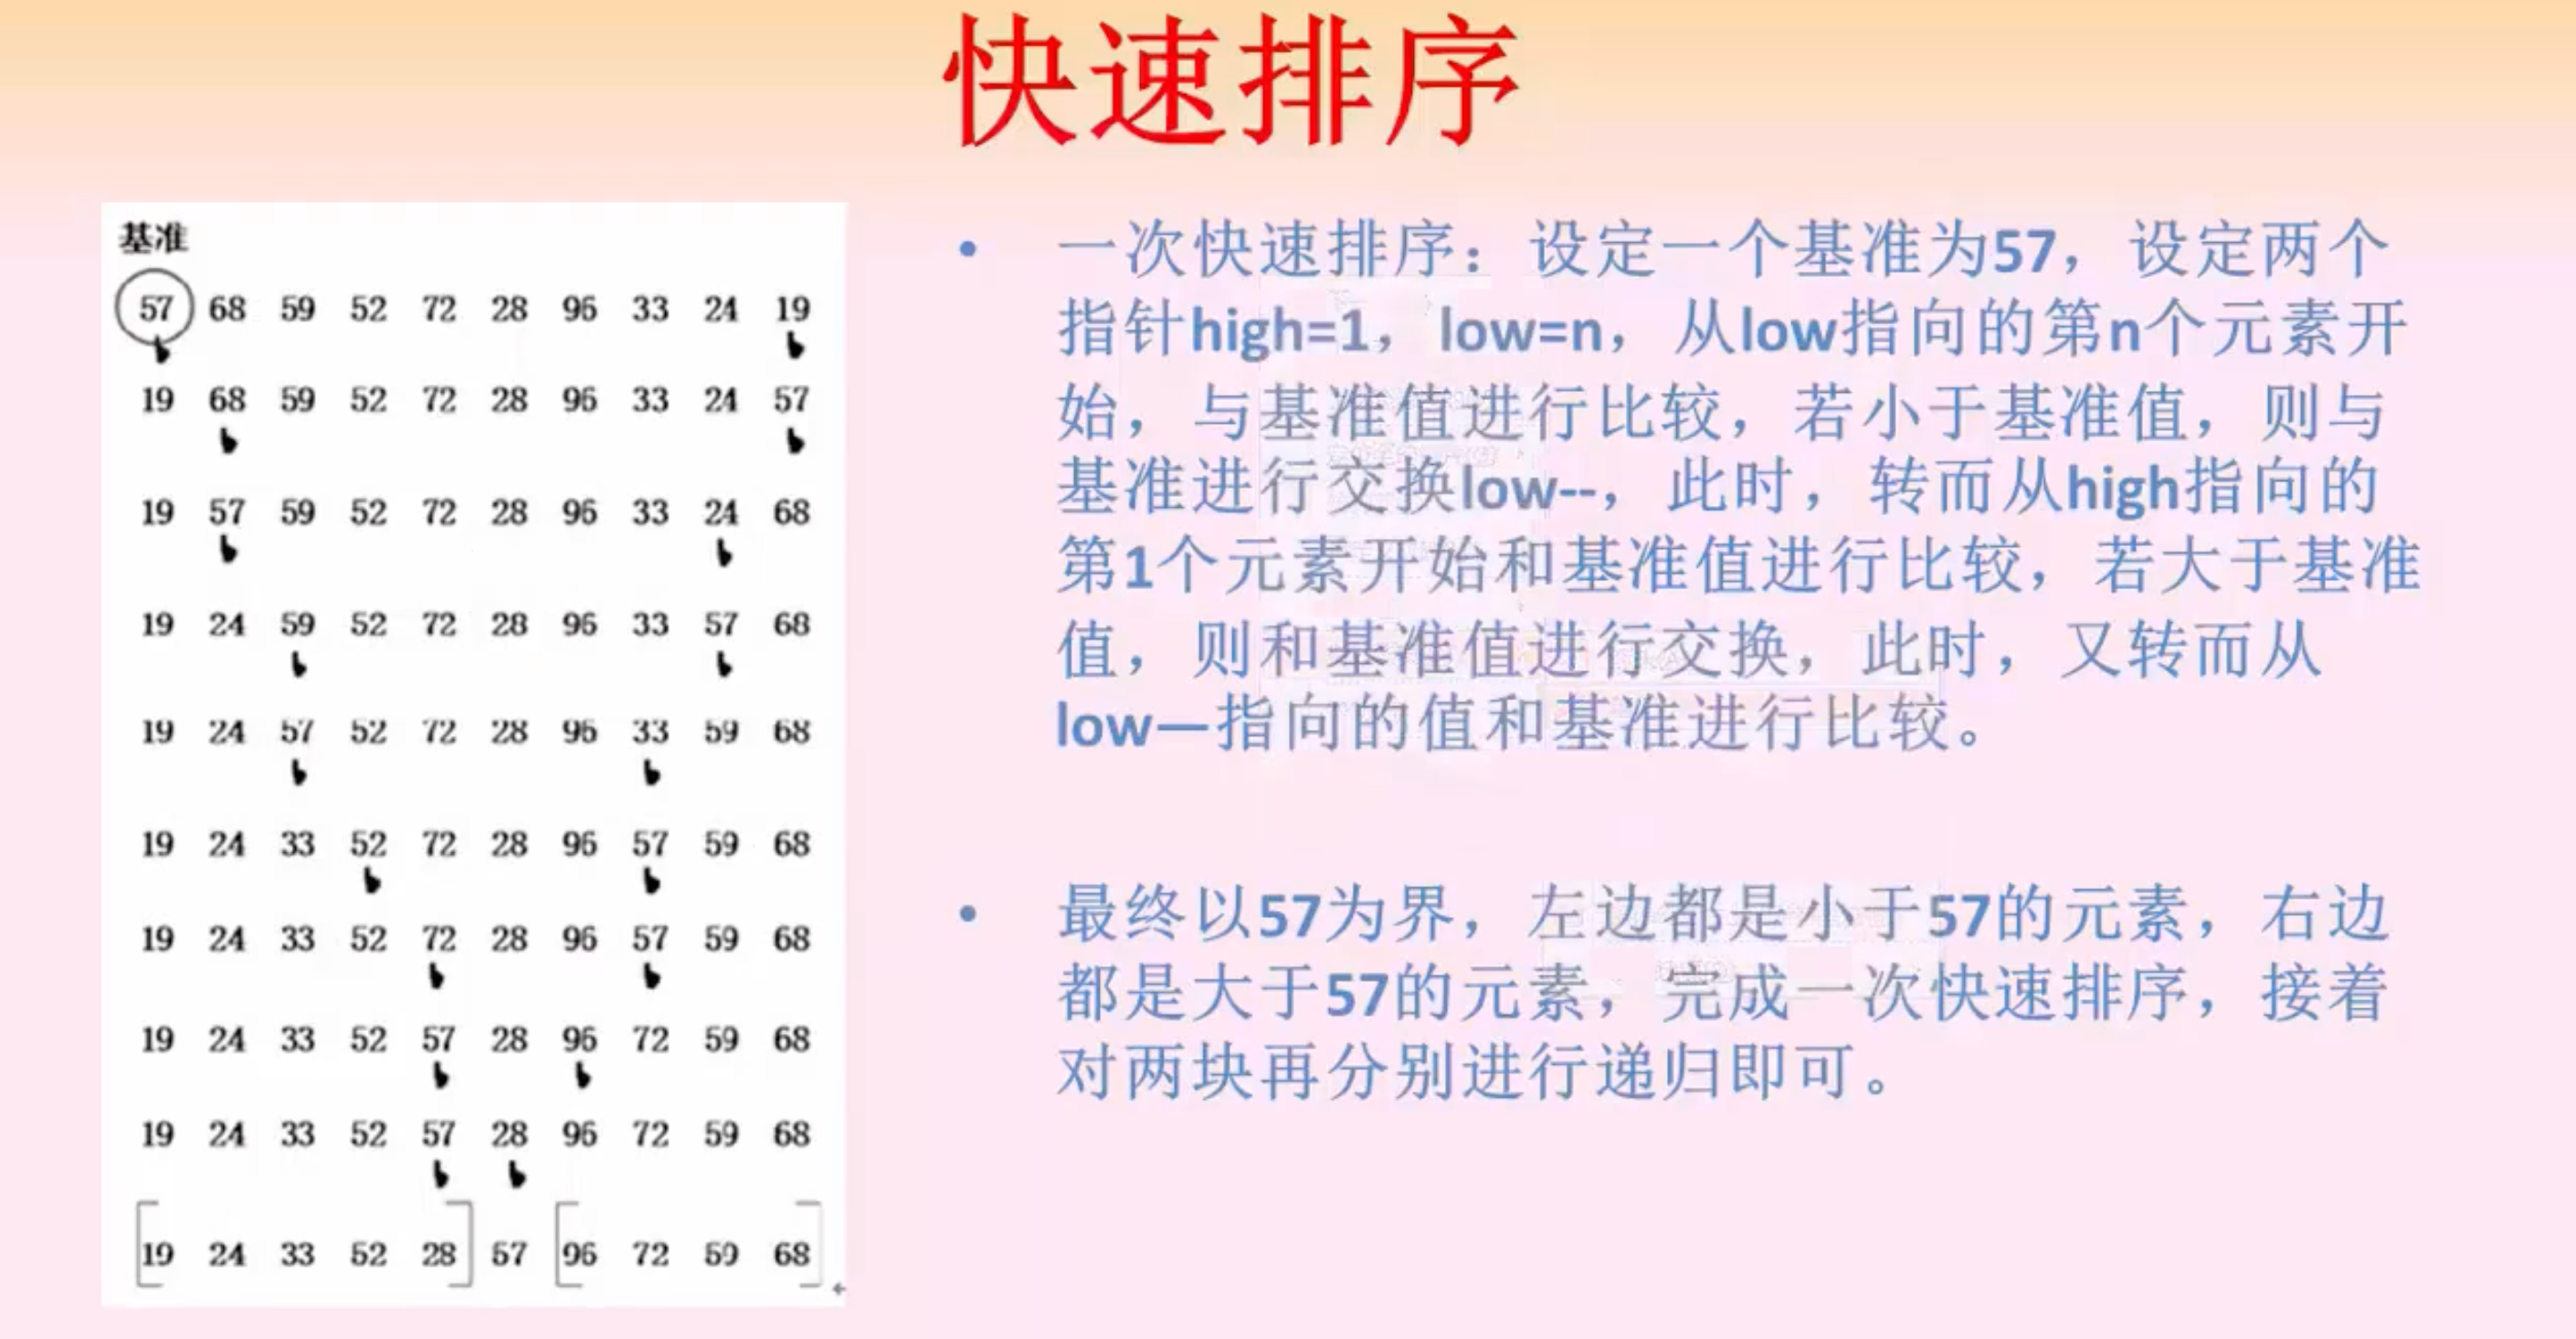 快速排序
基准
57 68 59 52 72 28 96 33 24 19
19 68 59 52 72 28 96 33 24 57
19 57 59 52 72 28 96 33 24 68
19 24 59 52 72 28 96 33 57 68
19 24 57 52 72 28 96 33 59 68
19 24 33 52 72 28 96 57 59 68
19 24 33 52 72 28 96 57 59 68
19 24 33 52 57 28 96 72 59 68
19 24 33 52 57 28 96 72 59 68
[19 24 33 52 28] 57 [96 72 59 68]
• 一次快速排序：设定一个基准为57，设定两个
指针high=1，low=n，从low指向的第n个元素开
始，与基准值进行比较，若小于基准值，则与
基准进行交换low--，此时，转而从high指向的
第1个元素开始和基准值进行比较，若大于基准
值，则和基准值进行交换，此时，又转而从
low—指向的值和基准进行比较。
• 最终以57为界，左边都是小于57的元素，右边
都是大于57的元素，完成一次快速排序，接着
对两块再分别进行递归即可。